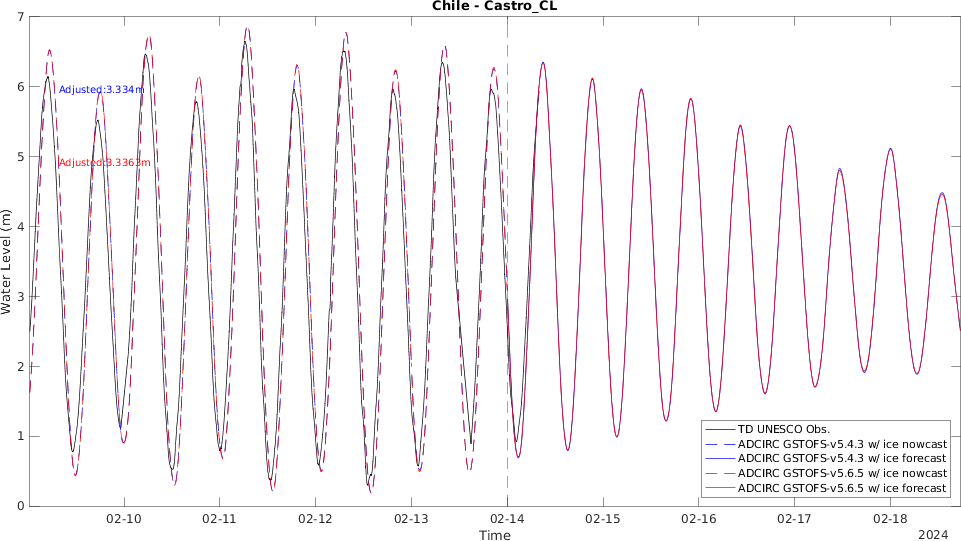 Chile - Castro_CL
7
6
5
4
3
2
1
0
Water Level (m)
Adjusted:3.334m
Adjusted:3.3363m
TD UNESCO Obs.
ADCIRC GSTOFS-v5.4.3 w/ ice nowcast
ADCIRC GSTOFS-v5.4.3 w/ ice forecast
ADCIRC GSTOFS-v5.6.5 w/ ice nowcast
ADCIRC GSTOFS-v5.6.5 w/ ice forecast
02-10 02-11 02-12 02-13 02-14 02-15 02-16 02-17 02-18
Time
2024